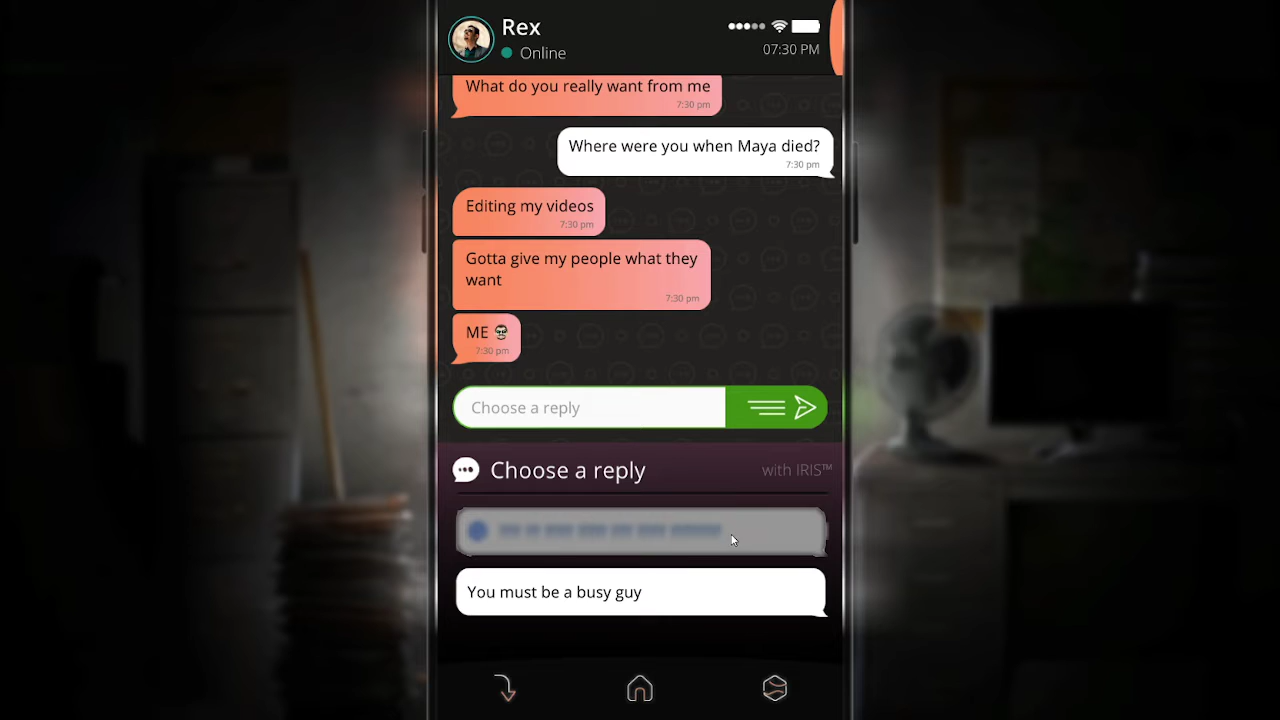 Rex
Online
07:30 PM
What do you really want from me
7:30 pm
Where were you when Maya died?
7:30 pm
Editing my videos
7:30 pm
Gotta give my people what they
want
7:30 pm
ME
7:30 pm
Choose a reply
Choose a reply
with IRIS™
You must be a busy guy